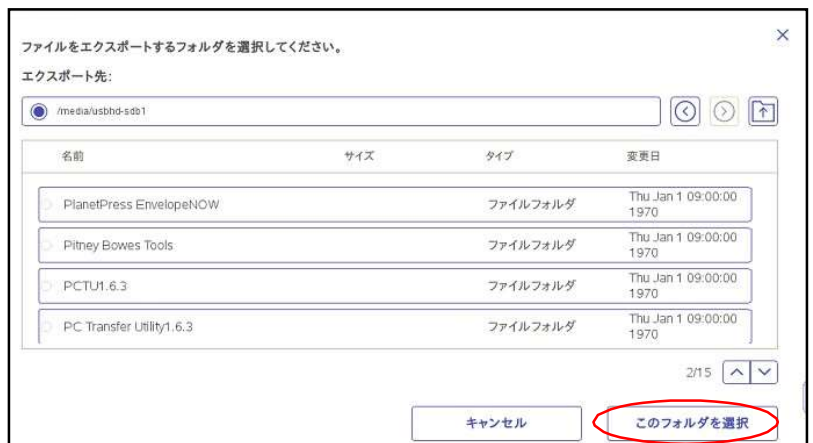 ファイルをエクスポートするフォルダを選択してください。
エクスポート先:
/media/usbhd-sdb1
名前 サイズ タイプ 変更日
PlanetPress EnvelopeNOW ファイルフォルダ Thu Jan 1 09:00:00
1970
Pitney Bowes Tools ファイルフォルダ Thu Jan 1 09:00:00
1970
PCTU1.6.3 ファイルフォルダ Thu Jan 1 09:00:00
1970
PC Transfer Utility1.6.3 ファイルフォルダ Thu Jan 1 09:00:00
1970
2/15
キャンセル このフォルダを選択